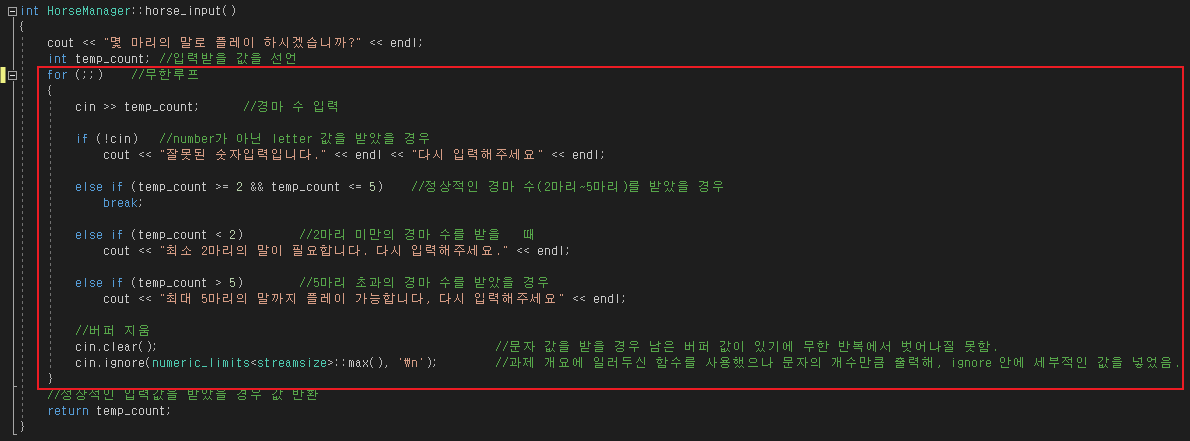 int HorseManager::horse_input()
{
cout << "몇 마리의 말로 플레이 하시겠습니까?" << endl;
int temp_count; //입력받을 값을 선언
for (;;) //무한루프
{
cin >> temp_count; //경마 수 입력
if (!cin) //number가 아닌 letter 값을 받았을 경우
cout << "잘못된 숫자입력입니다." << endl << "다시 입력해주세요" << endl;
else if (temp_count >= 2 && temp_count <= 5) //정상적인 경마 수(2마리~5마리)를 받았을 경우
break;
else if (temp_count < 2) //2마리 미만의 경마 수를 받을 때
cout << "최소 2마리의 말이 필요합니다. 다시 입력해주세요." << endl;
else if (temp_count > 5) //5마리 초과의 경마 수를 받았을 경우
cout << "최대 5마리의 말까지 플레이 가능합니다, 다시 입력해주세요" << endl;
//버퍼 지움
cin.clear(); //문자 값을 받을 경우 남은 버퍼 값이 있기에 무한 반복에서 벗어나질 못함.
cin.ignore(numeric_limits<streamsize>::max(), '₩n'); //과제 개요에 일러두신 함수를 사용했으나 문자의 개수만큼 출력해, ignore 안에 세부적인 값을 넣었음.
}
//정상적인 입력값을 받았을 경우 값 반환
return temp_count;
}